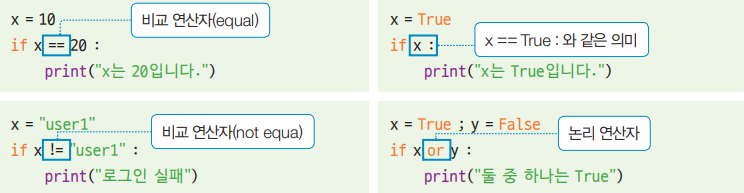 x = 10
비교 연산자(equal)
if x == 20 :
print("x는 20입니다.")
x = True
if x :
x == True : 와 같은 의미
print("x는 True입니다.")
x = "user1"
비교 연산자(not equa)
if x != "user1" :
print("로그인 실패")
x = True ; y = False
논리 연산자
if x or y :
print("둘 중 하나는 True")